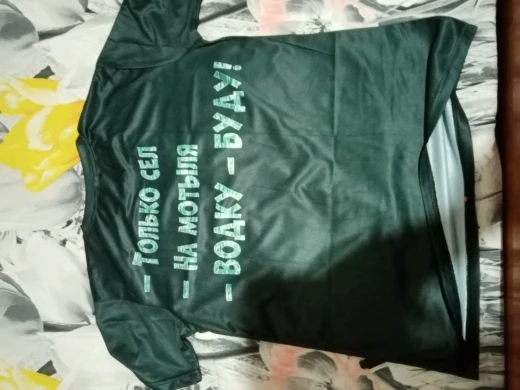 – Только сел
– на мотыля
– ВОДКУ – БУДУ!